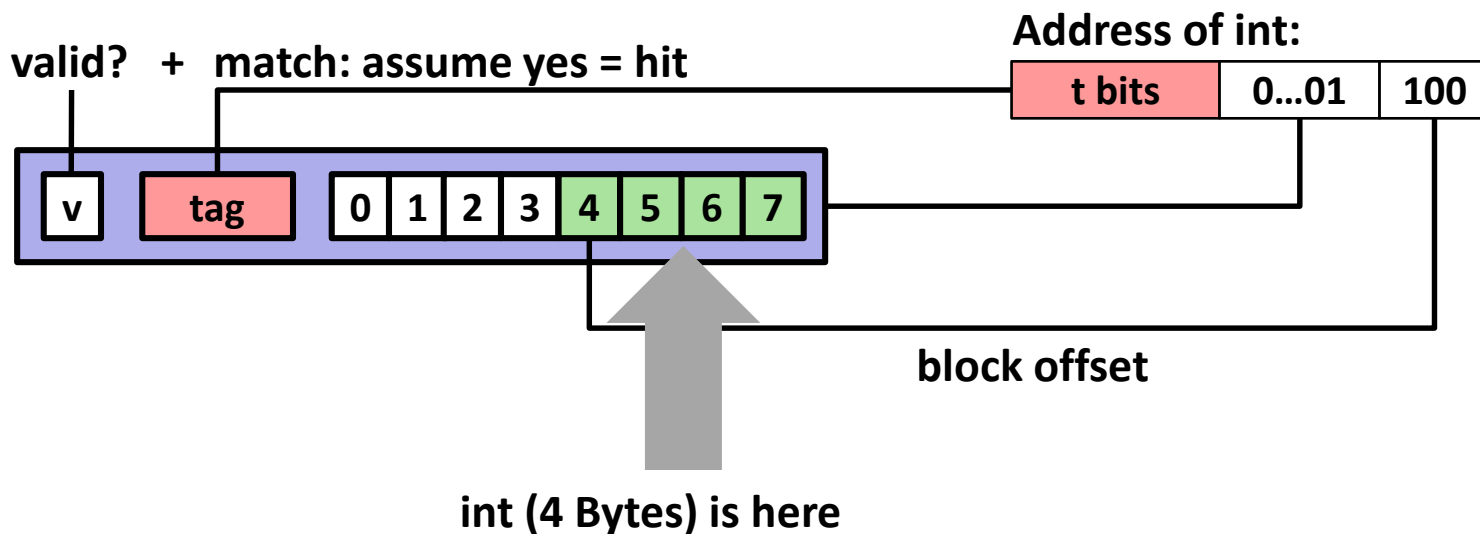 Address of int:
valid? + match: assume yes = hit
t bits 0...01 100
v tag 0 1 2 3 4 5 6 7
block offset
int (4 Bytes) is here